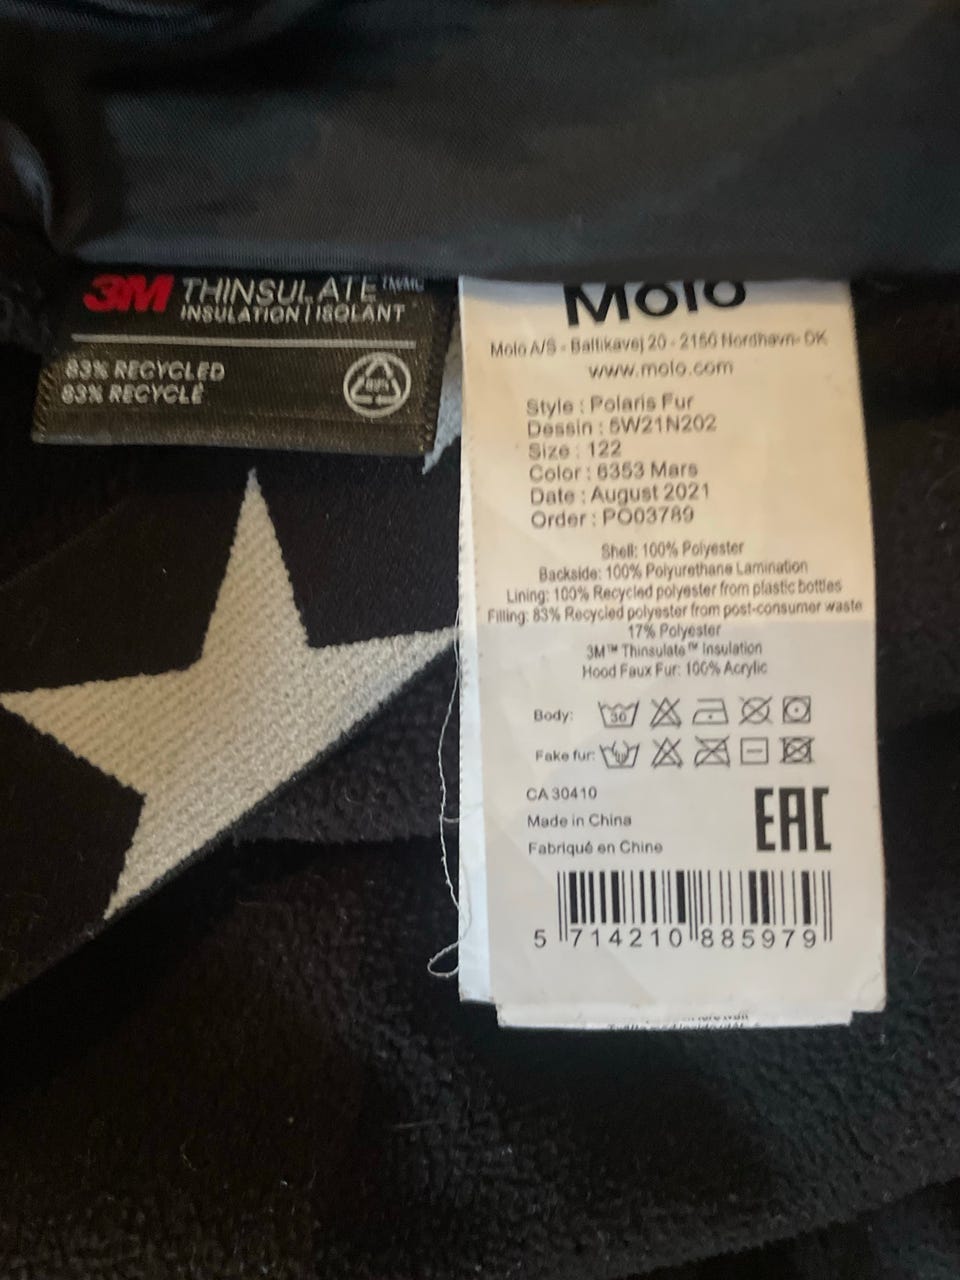 3M THINSULATE
INSULATION | ISOLANT
83% RECYCLED
83% RECYCLÉ
Molo
Molo A/S - Baltikavej 20 - 2150 Nordhavn- DK
www.molo.com
Style : Polaris Fur
Dessin : 5W21N202
Size : 122
Color : 6353 Mars
Date : August 2021
Order : PO03789
Shell: 100% Polyester
Backside: 100% Polyurethane Lamination
Lining: 100% Recycled polyester from plastic bottles
Filling: 83% Recycled polyester from post-consumer waste
17% Polyester
3M™ Thinsulate™ Insulation
Hood Faux Fur: 100% Acrylic
Body: 30
Fake fur:
CA 30410
Made in China
Fabriqué en Chine
EAC
5 714210 885979